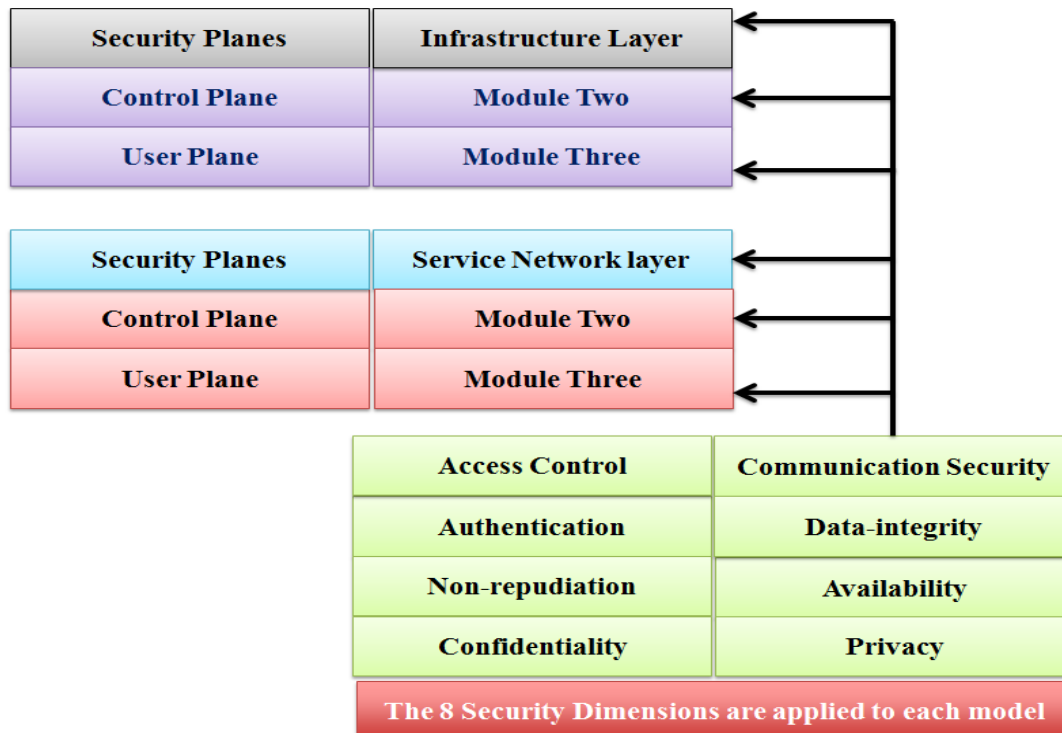 Security Planes Infrastructure Layer
Control Plane Module Two
User Plane Module Three
Security Planes Service Network layer
Control Plane Module Two
User Plane Module Three
Access Control Communication Security
Authentication Data-integrity
Non-repudiation Availability
Confidentiality Privacy
The 8 Security Dimensions are applied to each model